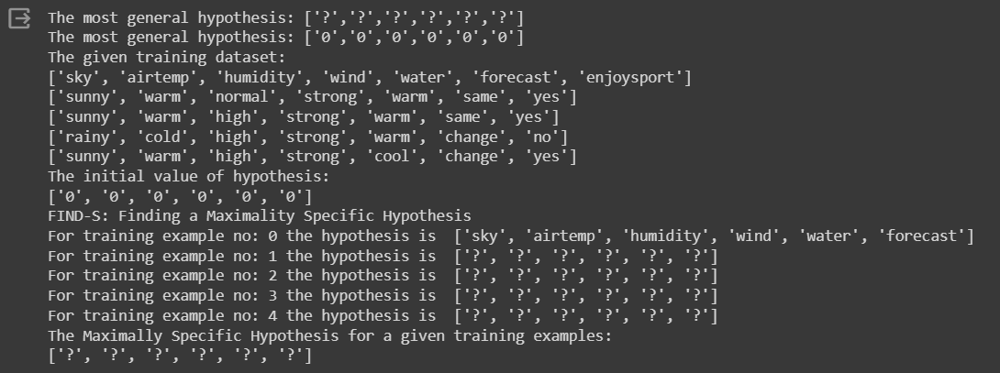 The most general hypothesis: ['?','?','?','?','?','?']
The most general hypothesis: ['0','0','0','0','0','0']
The given training dataset:
['sky', 'airtemp', 'humidity', 'wind', 'water', 'forecast', 'enjoysport']
['sunny', 'warm', 'normal', 'strong', 'warm', 'same', 'yes']
['sunny', 'warm', 'high', 'strong', 'warm', 'same', 'yes']
['rainy', 'cold', 'high', 'strong', 'warm', 'change', 'no']
['sunny', 'warm', 'high', 'strong', 'cool', 'change', 'yes']
The initial value of hypothesis:
['0', '0', '0', '0', '0', '0']
FIND-S: Finding a Maximality Specific Hypothesis
For training example no: 0 the hypothesis is  ['sky', 'airtemp', 'humidity', 'wind', 'water', 'forecast']
For training example no: 1 the hypothesis is  ['?', '?', '?', '?', '?', '?']
For training example no: 2 the hypothesis is  ['?', '?', '?', '?', '?', '?']
For training example no: 3 the hypothesis is  ['?', '?', '?', '?', '?', '?']
For training example no: 4 the hypothesis is  ['?', '?', '?', '?', '?', '?']
The Maximally Specific Hypothesis for a given training examples:
['?', '?', '?', '?', '?', '?']